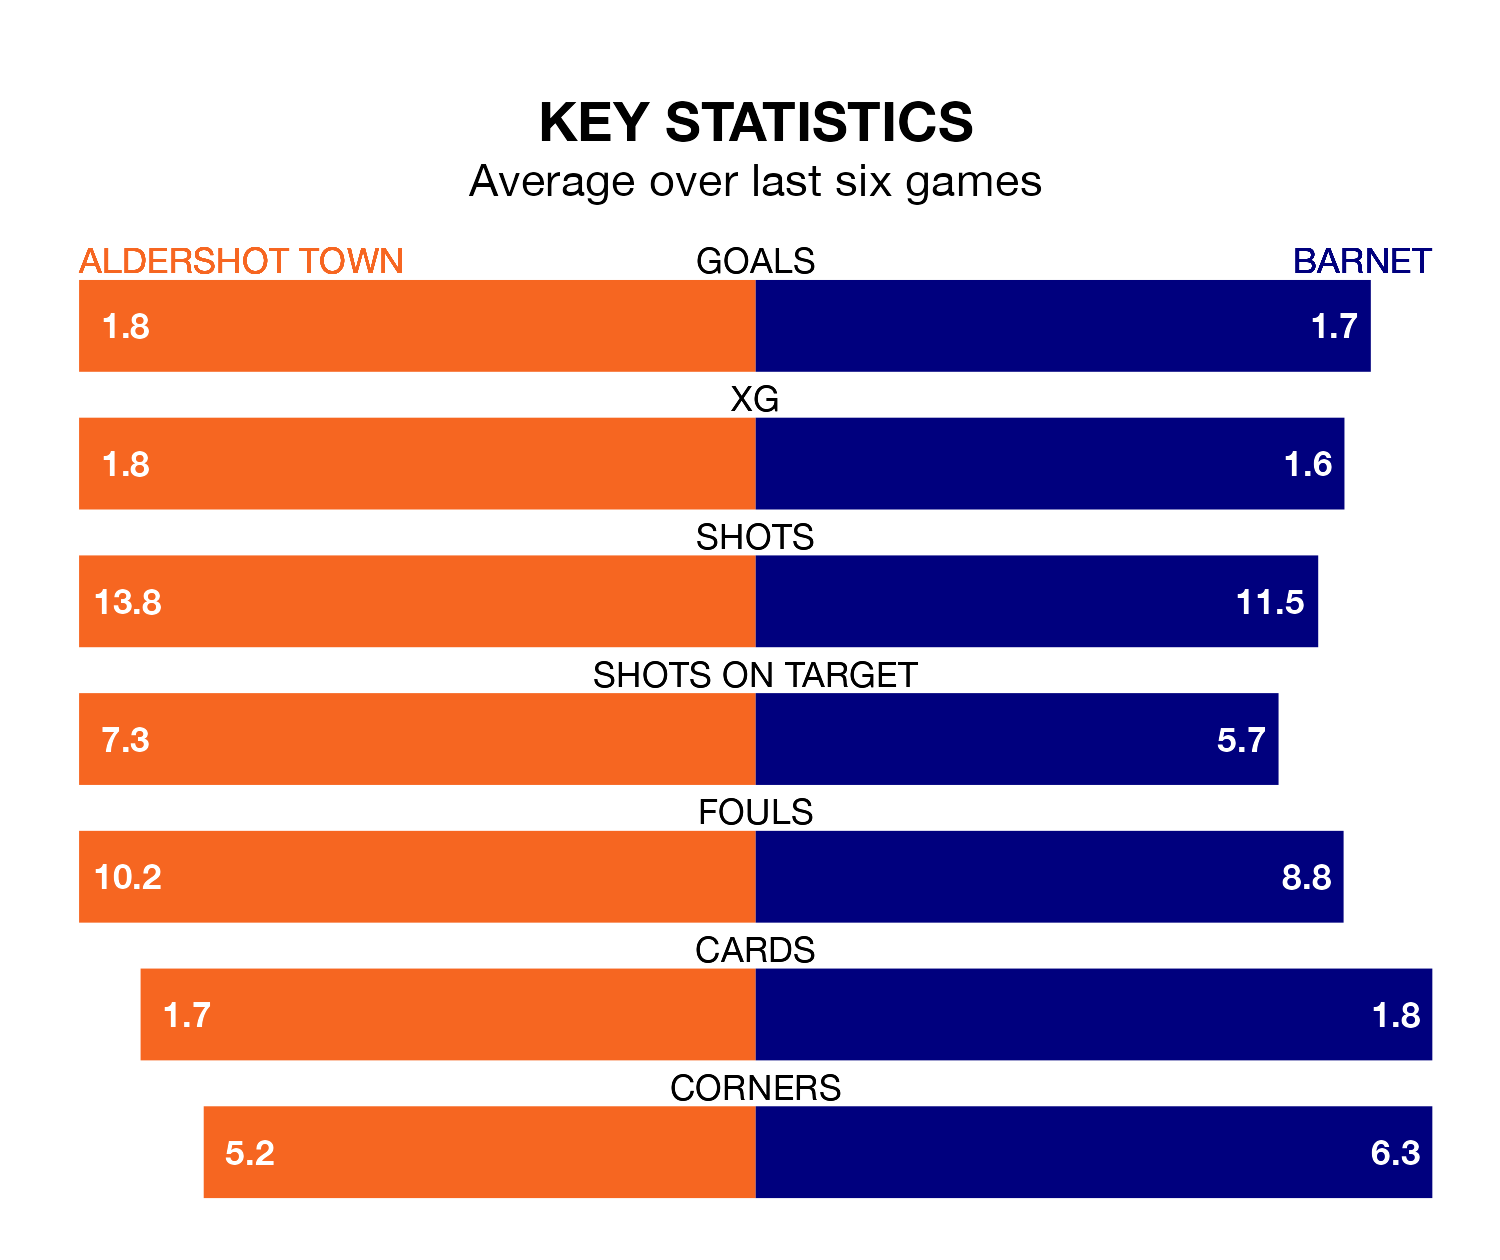 KEY STATISTICS
Average over last six games
ALDERSHOT TOWN GOALS BARNET
1.8 1.7
XG
1.8 1.6
SHOTS
13.8 11.5
SHOTS ON TARGET
7.3 5.7
FOULS
10.2 8.8
CARDS
1.7 1.8
CORNERS
5.2 6.3